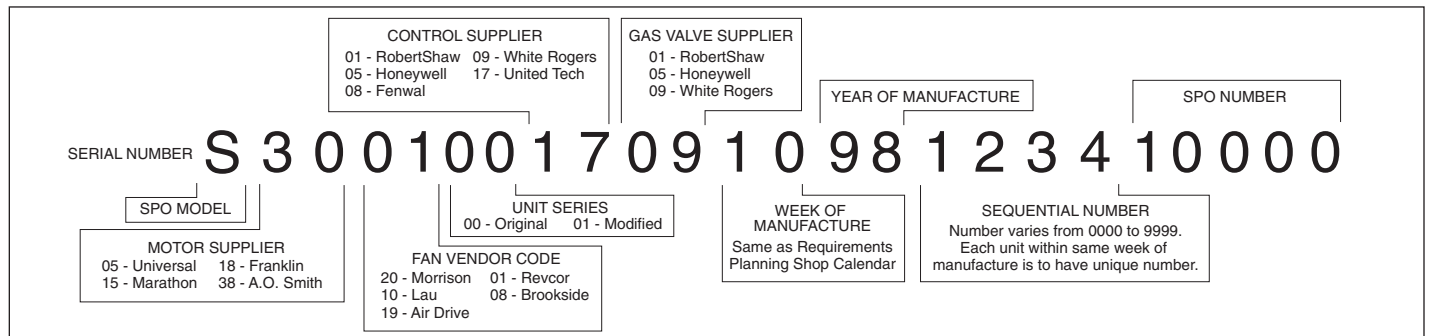 CONTROL SUPPLIER
01 - RobertShaw 09 - White Rogers
05 - Honeywell 17 - United Tech
08 - Fenwal
GAS VALVE SUPPLIER
01 - RobertShaw
05 - Honeywell
09 - White Rogers
YEAR OF MANUFACTURE
SPO NUMBER
SERIAL NUMBER S 3 0 0 1 0 0 1 7 0 9 1 0 9 8 1 2 3 4 1 0 0 0 0
SPO MODEL
MOTOR SUPPLIER
05 - Universal 18 - Franklin
15 - Marathon 38 - A.O. Smith
FAN VENDOR CODE
20 - Morrison 01 - Revcor
10 - Lau 08 - Brookside
19 - Air Drive
UNIT SERIES
00 - Original 01 - Modified
WEEK OF
MANUFACTURE
Same as Requirements
Planning Shop Calendar
SEQUENTIAL NUMBER
Number varies from 0000 to 9999.
Each unit within same week of
manufacture is to have unique number.